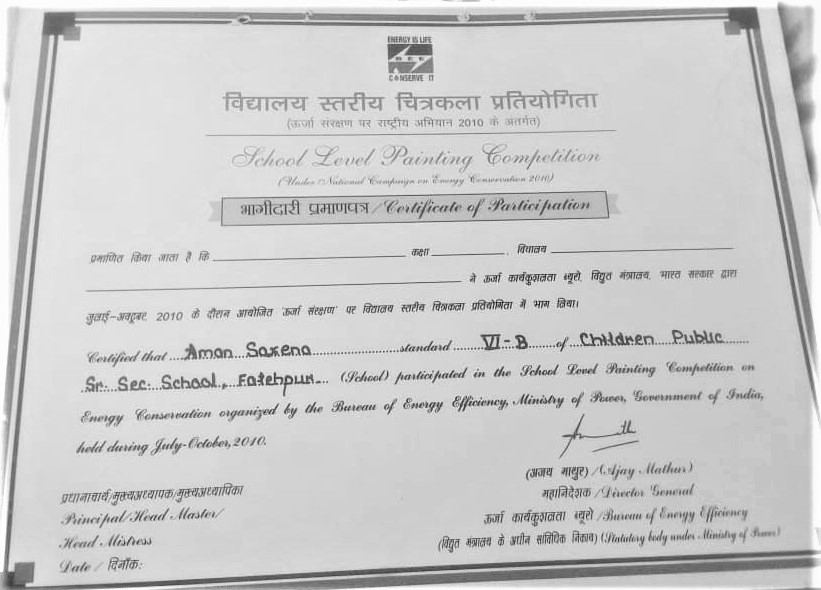 ENERGY IS LIFE
BEE
CONSERVE IT
विद्यालय स्तरीय चित्रकला प्रतियोगिता
(ऊर्जा संरक्षण पर राष्ट्रीय अभियान 2010 के अंतर्गत)
School Level Painting Competition
(Under National Campaign on Energy Conservation 2010)
भागीदारी प्रमाणपत्र/Certificate of Participation
प्रमाणित किया जाता है कि कक्षा , विद्यालय
ने ऊर्जा कार्यकुशलता ब्यूरो, विद्युत मंत्रालय, भारत सरकार द्वारा
जुलाई-अक्टूबर, 2010 के दौरान आयोजित 'ऊर्जा संरक्षण' पर विद्यालय स्तरीय चित्रकला प्रतियोगिता में भाग लिया।
Certified that Aman Saxena standard VI-B of Children Public
Sr. Sec. School, Fatehpur (School) participated in the School Level Painting Competition on
Energy Conservation organized by the Bureau of Energy Efficiency, Ministry of Power, Government of India,
held during July-October, 2010.
(अजय माथुर)/(Ajay Mathur)
महानिदेशक/Director General
ऊर्जा कार्यकुशलता ब्यूरो/Bureau of Energy Efficiency
(विद्युत मंत्रालय के अधीन सांविधिक निकाय) (Statutory body under Ministry of Power)
प्रधानाचार्य/मुख्यअध्यापक/मुख्यअध्यापिका
Principal/Head Master/
Head Mistress
Date / दिनाँक: